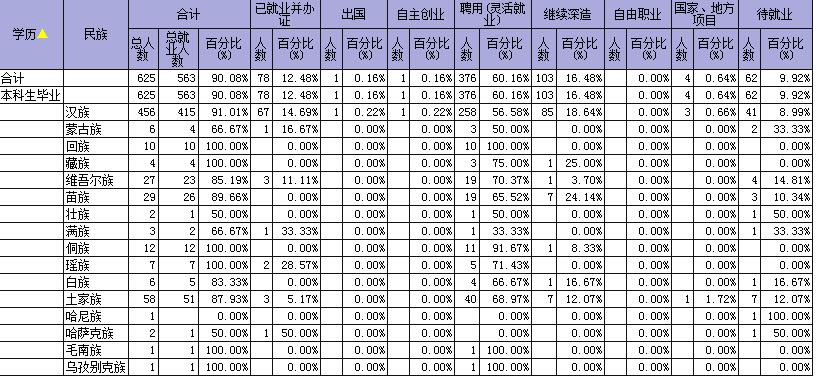 学历▲ 民族 合计 已就业并办证 出国 自主创业 聘用(灵活就业) 继续深造 自由职业 国家、地方项目 待就业
总人数 总就业人数 百分比(%) 人数 百分比(%) 人数 百分比(%) 人数 百分比(%) 人数 百分比(%) 人数 百分比(%) 人数 百分比(%) 人数 百分比(%) 人数 百分比(%)
合计 625 563 90.08% 78 12.48% 1 0.16% 1 0.16% 376 60.16% 103 16.48% 0.00% 4 0.64% 62 9.92%
本科生毕业 625 563 90.08% 78 12.48% 1 0.16% 1 0.16% 376 60.16% 103 16.48% 0.00% 4 0.64% 62 9.92%
汉族 456 415 91.01% 67 14.69% 1 0.22% 1 0.22% 258 56.58% 85 18.64% 0.00% 3 0.66% 41 8.99%
蒙古族 6 4 66.67% 1 16.67% 0.00% 0.00% 3 50.00% 0.00% 0.00% 0.00% 2 33.33%
回族 10 10 100.00% 0.00% 0.00% 0.00% 10 100.00% 0.00% 0.00% 0.00% 0.00%
藏族 4 4 100.00% 0.00% 0.00% 0.00% 3 75.00% 1 25.00% 0.00% 0.00% 0.00%
维吾尔族 27 23 85.19% 3 11.11% 0.00% 0.00% 19 70.37% 1 3.70% 0.00% 0.00% 4 14.81%
苗族 29 26 89.66% 0.00% 0.00% 0.00% 19 65.52% 7 24.14% 0.00% 0.00% 3 10.34%
壮族 2 1 50.00% 0.00% 0.00% 0.00% 1 50.00% 0.00% 0.00% 0.00% 1 50.00%
满族 3 2 66.67% 1 33.33% 0.00% 0.00% 1 33.33% 0.00% 0.00% 0.00% 1 33.33%
侗族 12 12 100.00% 0.00% 0.00% 0.00% 11 91.67% 1 8.33% 0.00% 0.00% 0.00%
瑶族 7 7 100.00% 2 28.57% 0.00% 0.00% 5 71.43% 0.00% 0.00% 0.00% 0.00%
白族 6 5 83.33% 0.00% 0.00% 0.00% 4 66.67% 1 16.67% 0.00% 0.00% 1 16.67%
土家族 58 51 87.93% 3 5.17% 0.00% 0.00% 40 68.97% 7 12.07% 0.00% 1 1.72% 7 12.07%
哈尼族 1 0.00% 0.00% 0.00% 0.00% 0.00% 0.00% 0.00% 0.00% 1 100.00%
哈萨克族 2 1 50.00% 1 50.00% 0.00% 0.00% 0.00% 0.00% 0.00% 0.00% 1 50.00%
毛南族 1 1 100.00% 0.00% 0.00% 0.00% 1 100.00% 0.00% 0.00% 0.00% 0.00%
乌孜别克族 1 1 100.00% 0.00% 0.00% 0.00% 1 100.00% 0.00% 0.00% 0.00% 0.00%